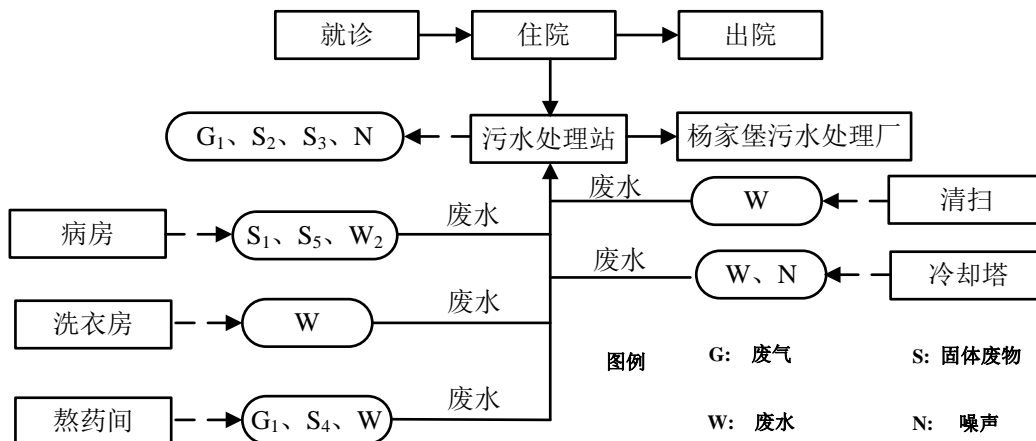 就诊
住院
出院
G₁、S₂、S₃、N
污水处理站
杨家堡污水处理厂
废水
W
清扫
病房
S₁、S₅、W₂
废水
废水
W、N
冷却塔
洗衣房
W
废水
图例
G: 废气
S: 固体废物
熬药间
G₁、S₄、W
废水
W: 废水
N: 噪声